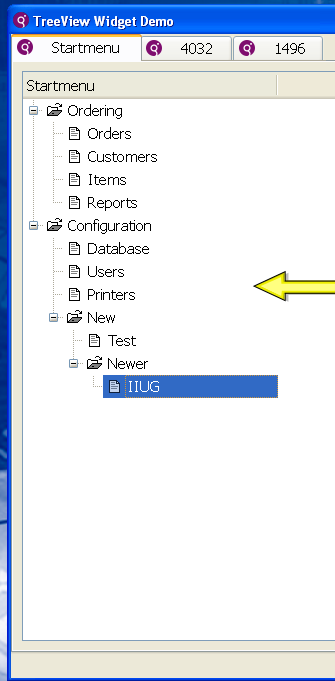 TreeView Widget Demo
Startmenu 4032 1496
Startmenu
Ordering
Orders
Customers
Items
Reports
Configuration
Database
Users
Printers
New
Test
Newer
IIUG